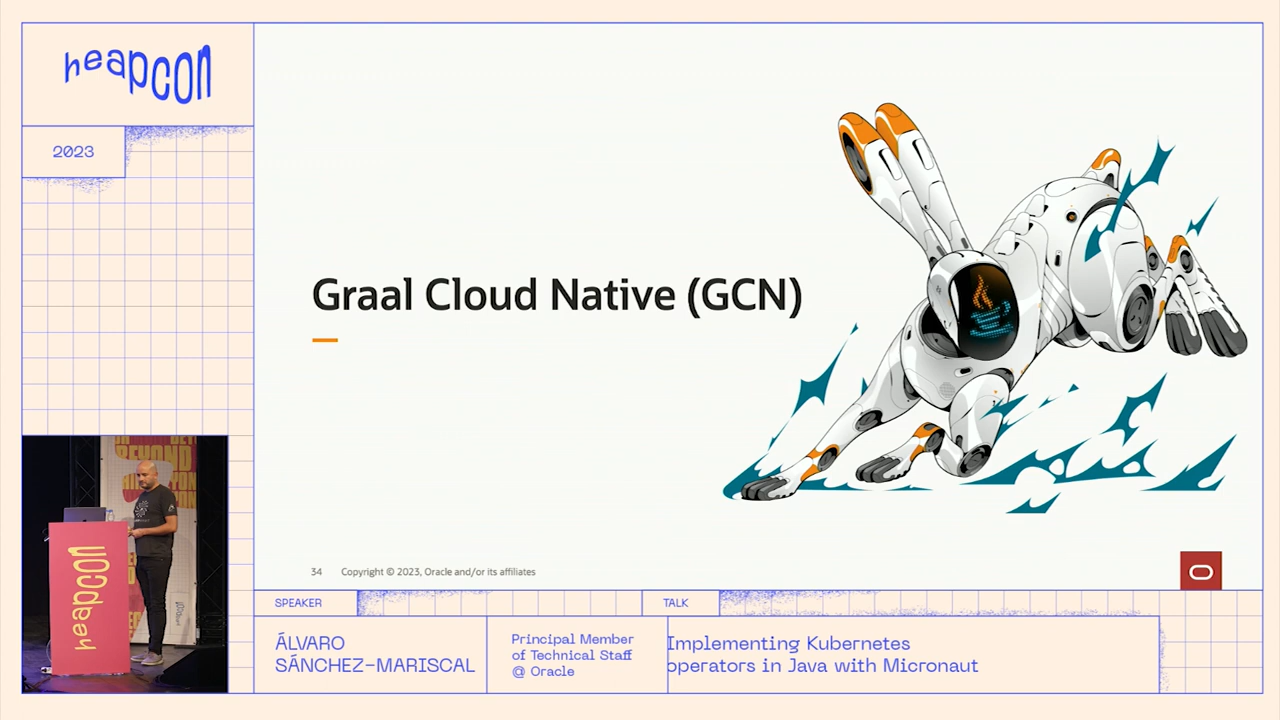 heapcon
2023
Graal Cloud Native (GCN)
34 Copyright © 2023, Oracle and/or its affiliates
SPEAKER
TALK
ÁLVARO
SÁNCHEZ-MARISCAL
Principal Member
of Technical Staff
@ Oracle
Implementing Kubernetes
operators in Java with Micronaut
BEYOND
heapcon